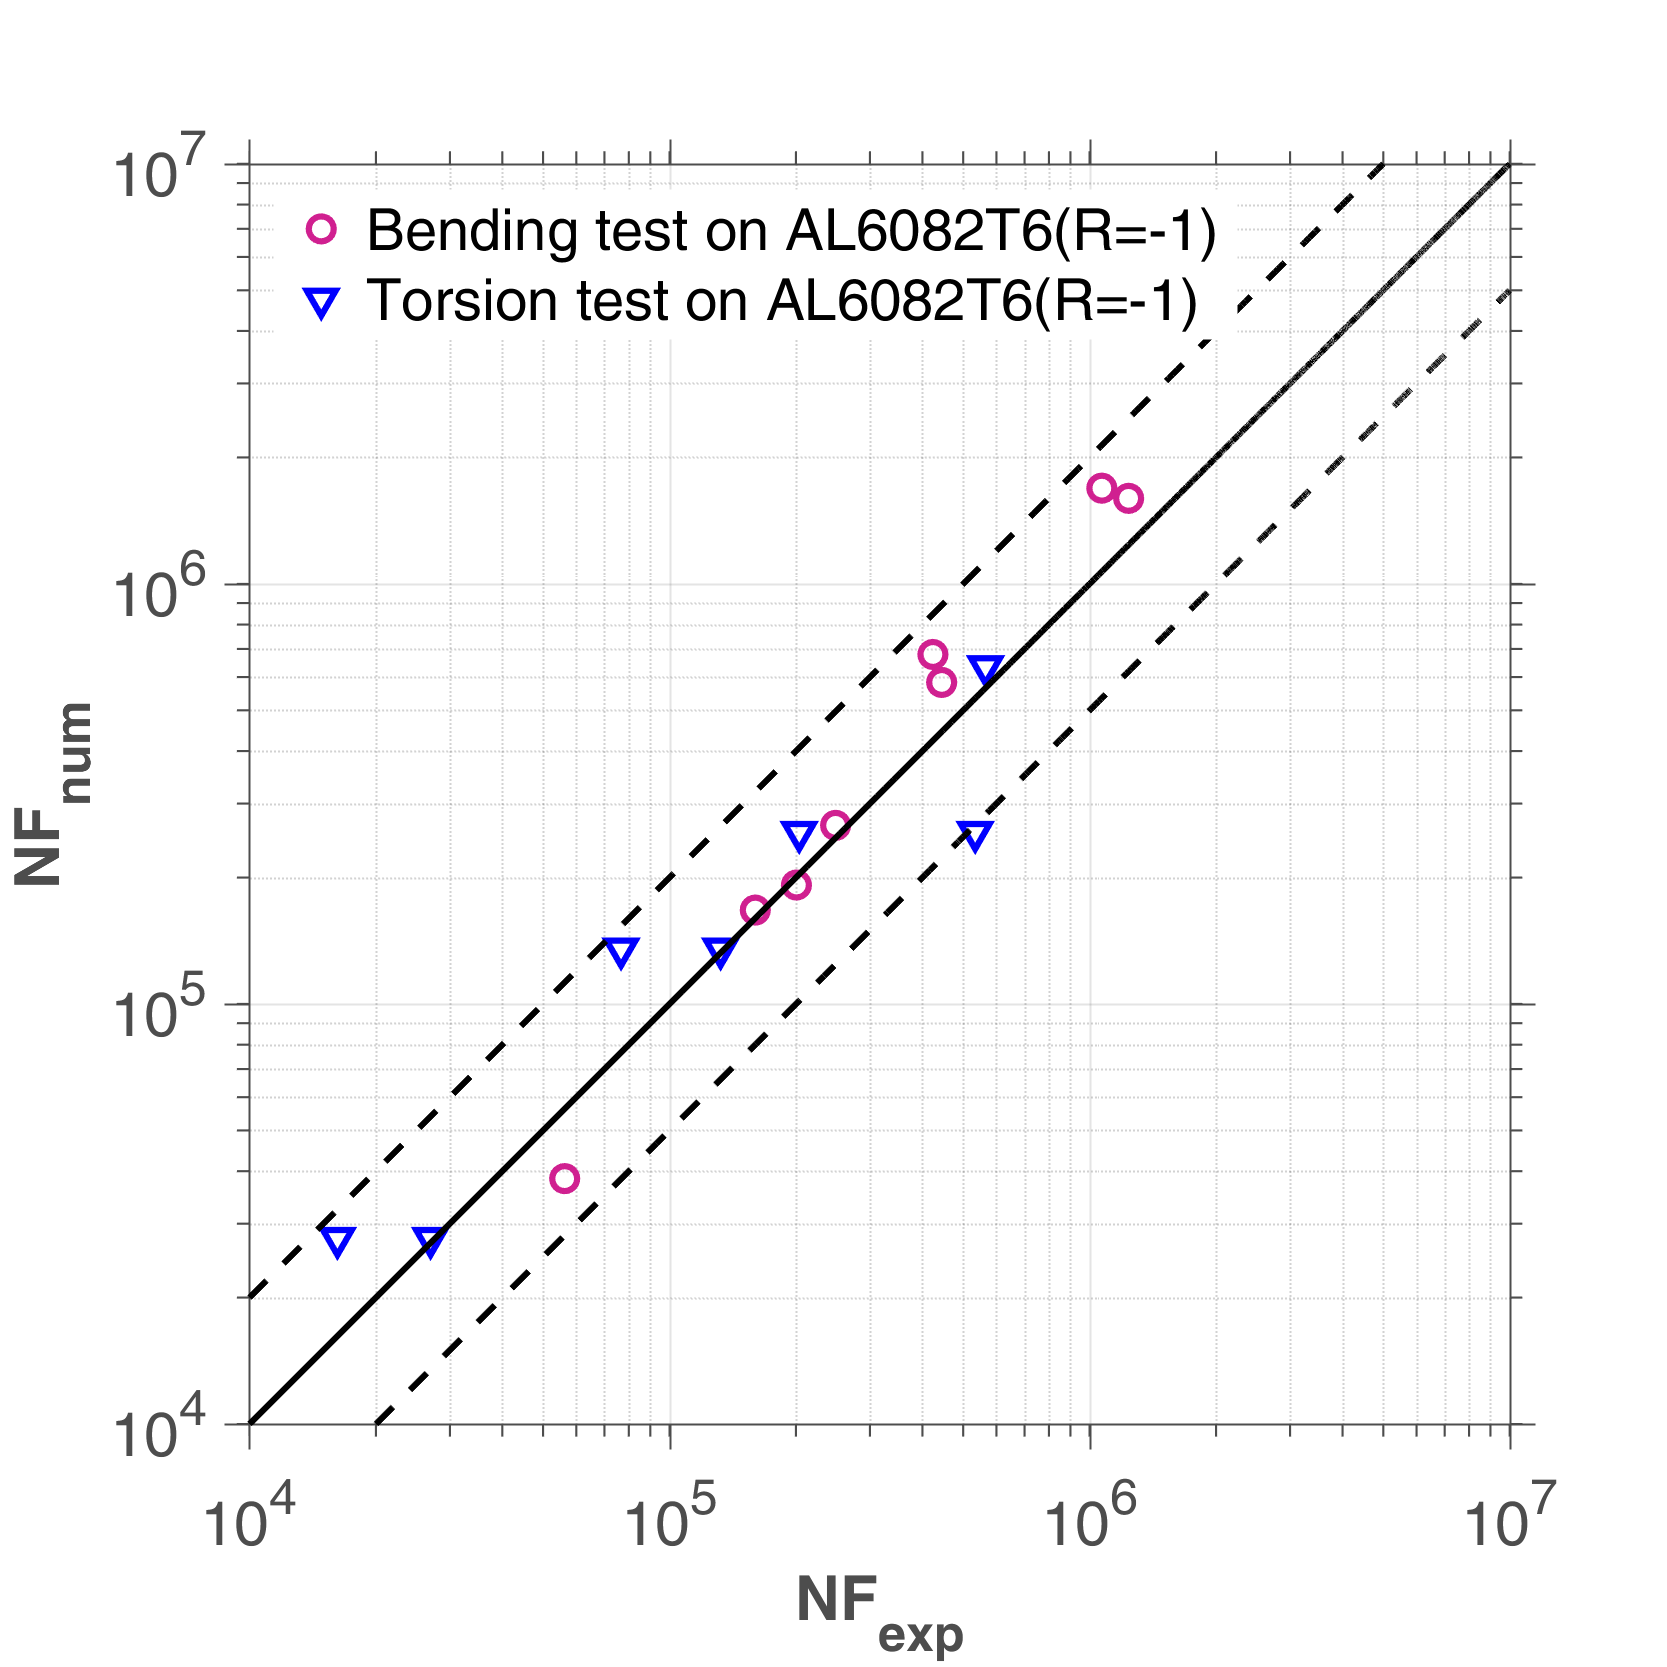 10^7
Bending test on AL6082T6(R=-1)
Torsion test on AL6082T6(R=-1)
10^6
NF_num
10^5
10^4
10^4 10^5 10^6 10^7
NF_exp